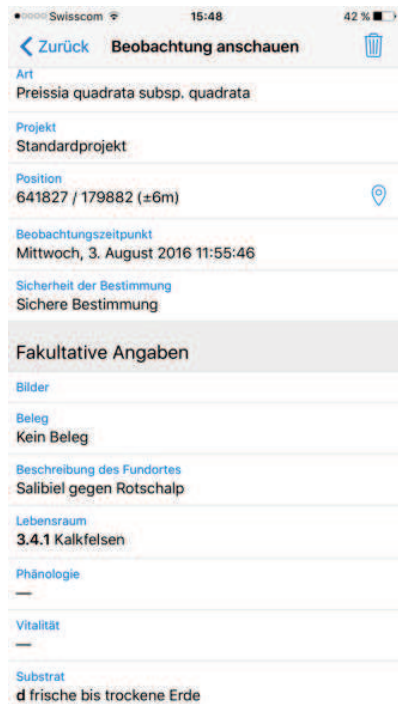 Swisscom 15:48 42 %
Zurück Beobachtung anschauen
Art
Preissia quadrata subsp. quadrata
Projekt
Standardprojekt
Position
641827 / 179882 (±6m)
Beobachtungszeitpunkt
Mittwoch, 3. August 2016 11:55:46
Sicherheit der Bestimmung
Sichere Bestimmung
Fakultative Angaben
Bilder
Beleg
Kein Beleg
Beschreibung des Fundortes
Salibiel gegen Rotschalp
Lebensraum
3.4.1 Kalkfelsen
Phänologie
—
Vitalität
—
Substrat
d frische bis trockene Erde